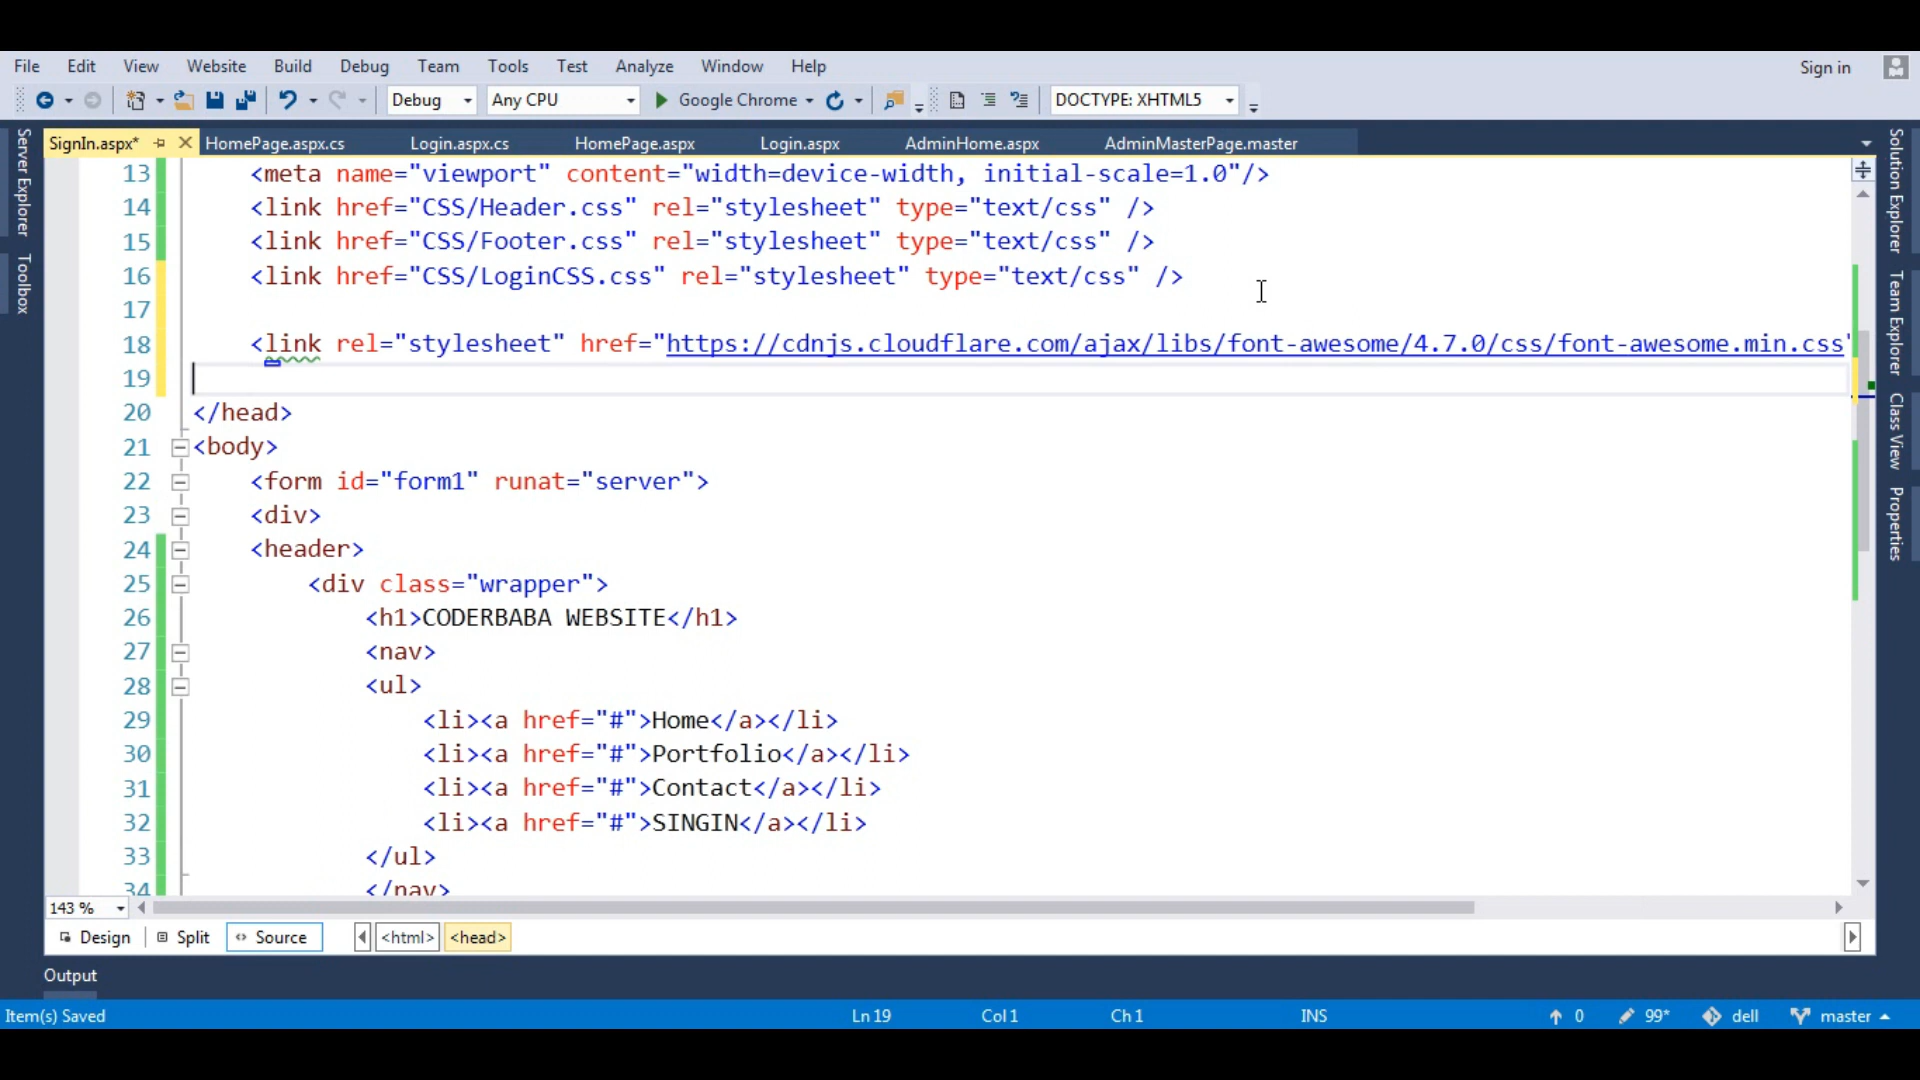 File Edit View Website Build Debug Team Tools Test Analyze Window Help Sign in
Debug Any CPU Google Chrome DOCTYPE: XHTML5
SignIn.aspx* HomePage.aspx.cs Login.aspx.cs HomePage.aspx Login.aspx AdminHome.aspx AdminMasterPage.master
Server Explorer
Toolbox
13 <meta name="viewport" content="width=device-width, initial-scale=1.0"/>
14 <link href="CSS/Header.css" rel="stylesheet" type="text/css" />
15 <link href="CSS/Footer.css" rel="stylesheet" type="text/css" />
16 <link href="CSS/LoginCSS.css" rel="stylesheet" type="text/css" />
17
18 <link rel="stylesheet" href="https://cdnjs.cloudflare.com/ajax/libs/font-awesome/4.7.0/css/font-awesome.min.css"
19
20 </head>
21 <body>
22 <form id="form1" runat="server">
23 <div>
24 <header>
25 <div class="wrapper">
26 <h1>CODERBABA WEBSITE</h1>
27 <nav>
28 <ul>
29 <li><a href="#">Home</a></li>
30 <li><a href="#">Portfolio</a></li>
31 <li><a href="#">Contact</a></li>
32 <li><a href="#">SINGIN</a></li>
33 </ul>
34 </nav>
Solution Explorer
Team Explorer
Class View
Properties
143 %
Design Split Source <html> <head>
Output
Item(s) Saved Ln 19 Col 1 Ch 1 INS 0 99* dell master